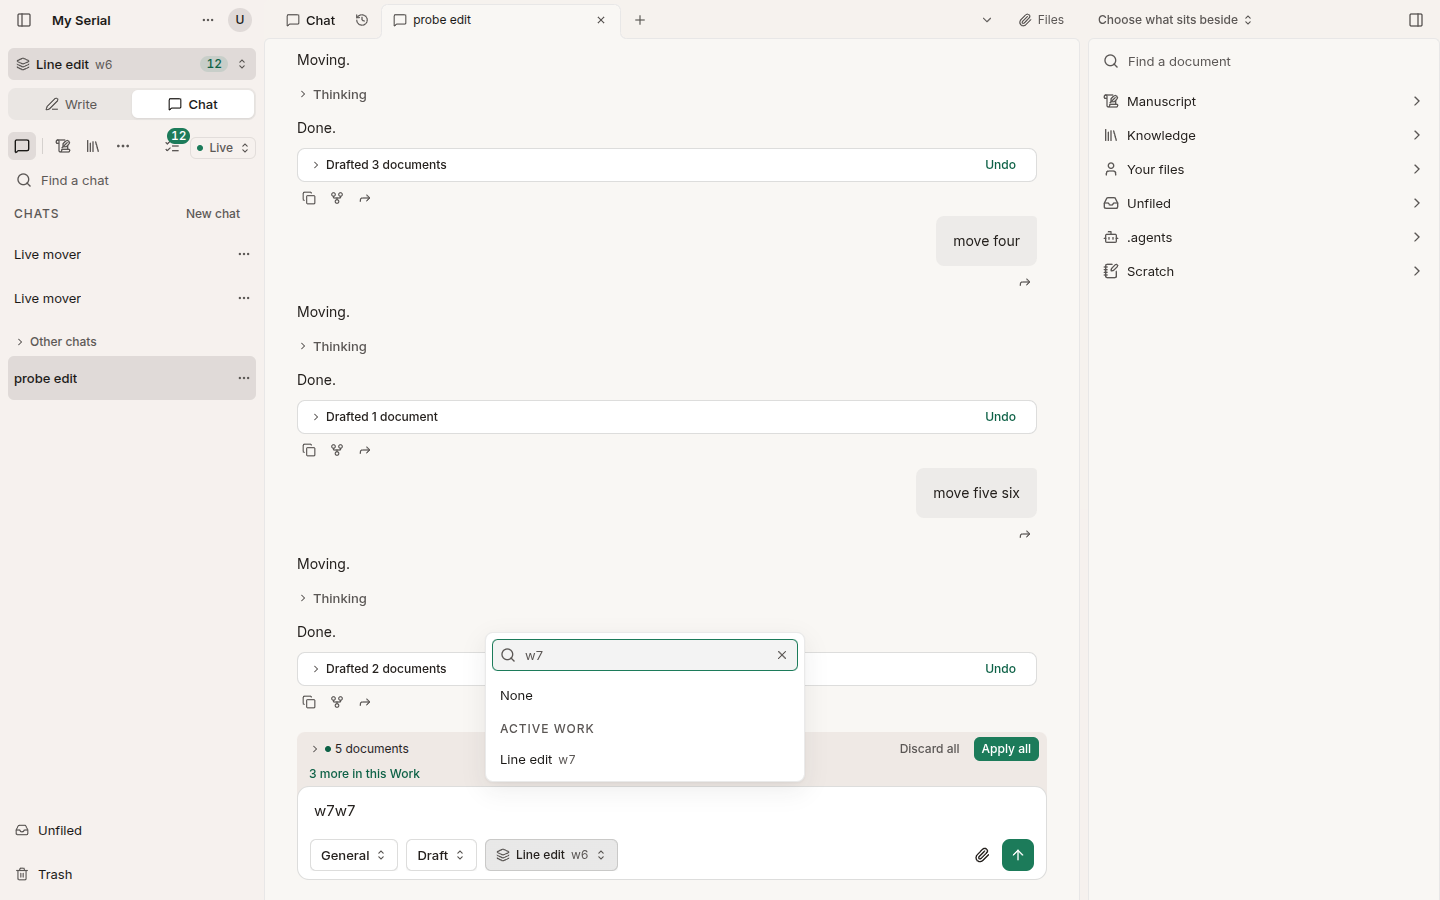 My Serial
U
Line edit w6
12
Write
Chat
12
Live
Find a chat
CHATS
New chat
Live mover
Live mover
Other chats
probe edit
Unfiled
Trash
Chat
probe edit
Files
Moving.
Thinking
Done.
Drafted 3 documents
Undo
move four
Moving.
Thinking
Done.
Drafted 1 document
Undo
move five six
Moving.
Thinking
Done.
Drafted 2 documents
Undo
w7
None
ACTIVE WORK
Line edit w7
5 documents
Discard all
Apply all
3 more in this Work
w7w7
General
Draft
Line edit w6
Choose what sits beside
Find a document
Manuscript
Knowledge
Your files
Unfiled
.agents
Scratch